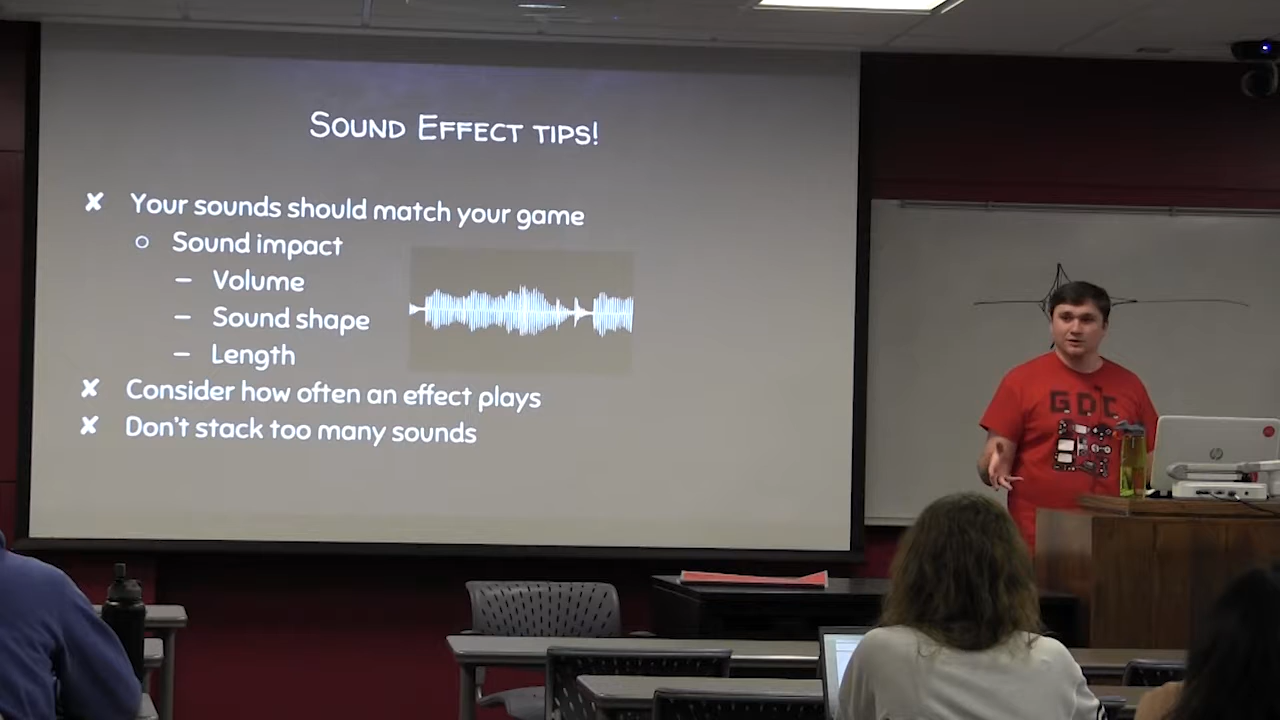 Sound Effect tips!
✘ Your sounds should match your game
○ Sound impact
– Volume
– Sound shape
– Length
✘ Consider how often an effect plays
✘ Don't stack too many sounds
GDC
hp